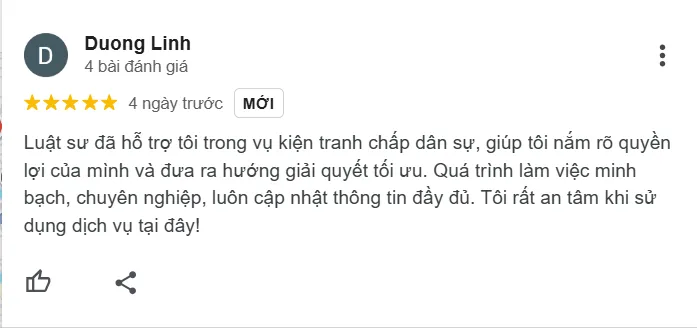 D
Duong Linh
4 bài đánh giá
4 ngày trước MỚI
Luật sư đã hỗ trợ tôi trong vụ kiện tranh chấp dân sự, giúp tôi nắm rõ quyền
lợi của mình và đưa ra hướng giải quyết tối ưu. Quá trình làm việc minh
bạch, chuyên nghiệp, luôn cập nhật thông tin đầy đủ. Tôi rất an tâm khi sử
dụng dịch vụ tại đây!